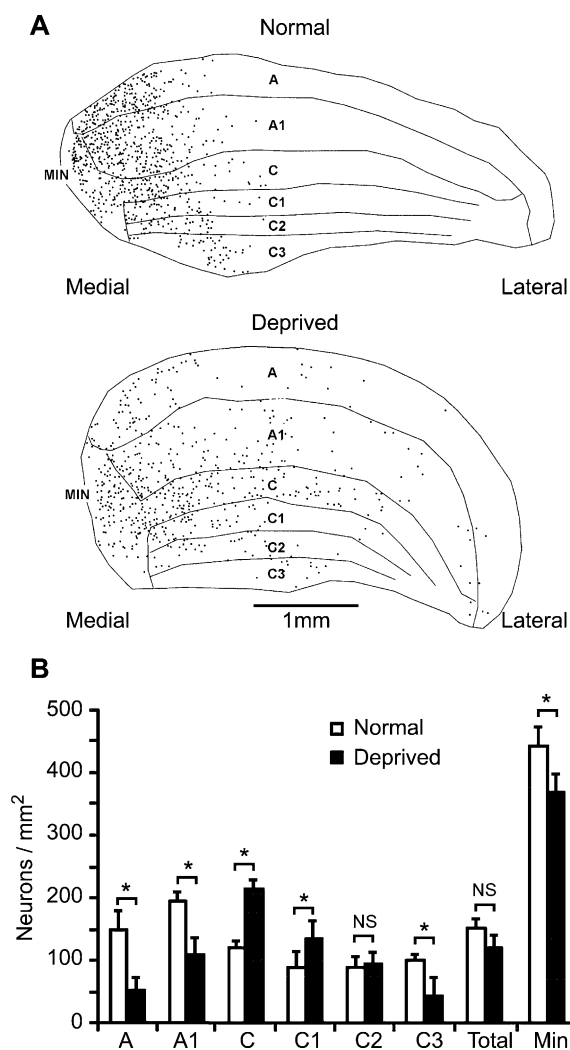 A
Normal
A
A1
MIN
C
C1
C2
C3
Medial Lateral
Deprived
A
A1
C
MIN
C1
C2
C3
Medial 1mm Lateral
B
500
* 
Normal
Deprived
400
Neurons / mm²
300
* 
* * * NS * NS
200
100
0
A A1 C C1 C2 C3 Total Min